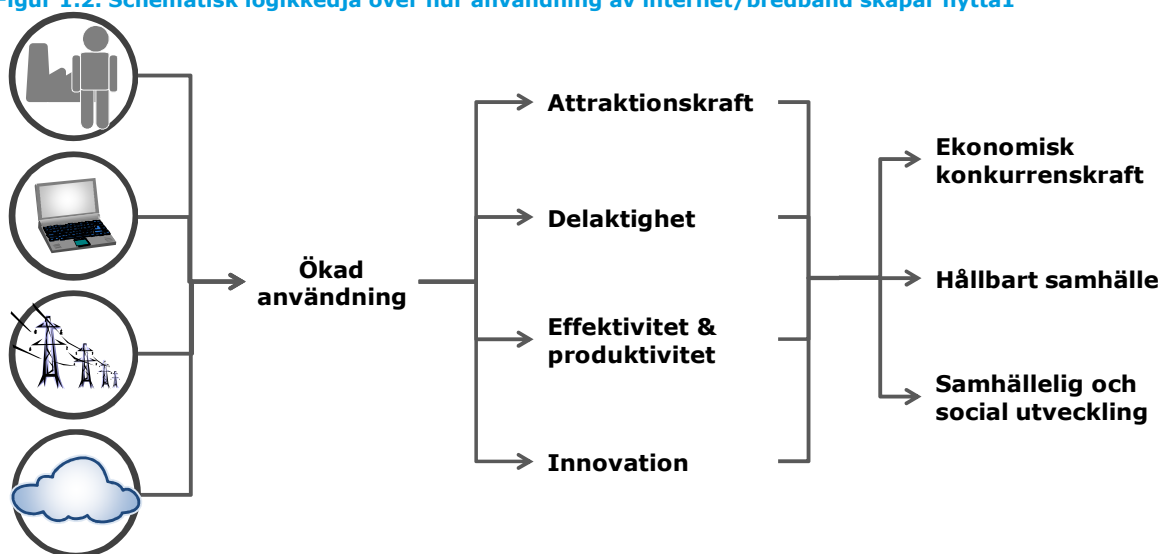 Figur 1.2. Schematisk logikkedja över hur användning av internet/bredband skapar nytta1
Ökad
användning
Attraktionskraft
Delaktighet
Effektivitet &
produktivitet
Innovation
Ekonomisk
konkurrenskraft
Hållbart samhälle
Samhällelig och
social utveckling